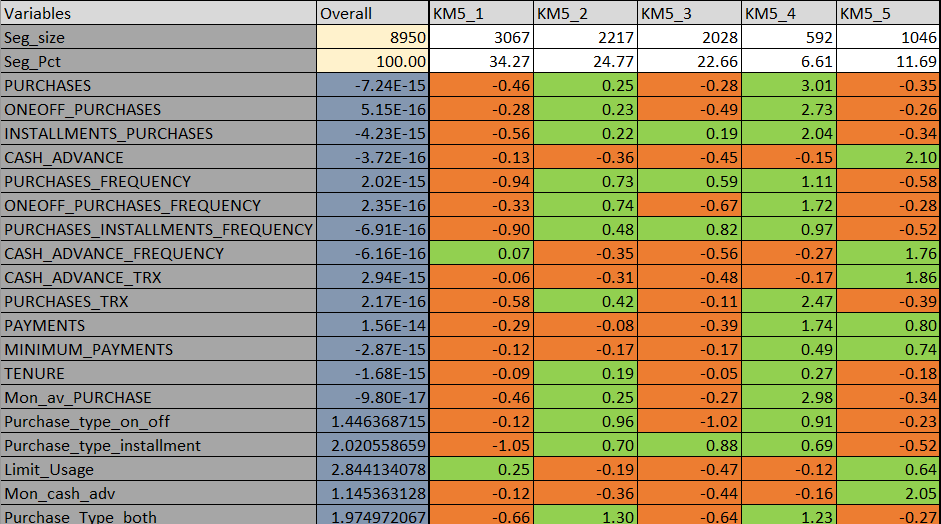 Variables Overall KM5_1 KM5_2 KM5_3 KM5_4 KM5_5
Seg_size 8950 3067 2217 2028 592 1046
Seg_Pct 100.00 34.27 24.77 22.66 6.61 11.69
PURCHASES -7.24E-15 -0.46 0.25 -0.28 3.01 -0.35
ONEOFF_PURCHASES 5.15E-16 -0.28 0.23 -0.49 2.73 -0.26
INSTALLMENTS_PURCHASES -4.23E-15 -0.56 0.22 0.19 2.04 -0.34
CASH_ADVANCE -3.72E-16 -0.13 -0.36 -0.45 -0.15 2.10
PURCHASES_FREQUENCY 2.02E-15 -0.94 0.73 0.59 1.11 -0.58
ONEOFF_PURCHASES_FREQUENCY 2.35E-16 -0.33 0.74 -0.67 1.72 -0.28
PURCHASES_INSTALLMENTS_FREQUENCY -6.91E-16 -0.90 0.48 0.82 0.97 -0.52
CASH_ADVANCE_FREQUENCY -6.16E-16 0.07 -0.35 -0.56 -0.27 1.76
CASH_ADVANCE_TRX 2.94E-15 -0.06 -0.31 -0.48 -0.17 1.86
PURCHASES_TRX 2.17E-16 -0.58 0.42 -0.11 2.47 -0.39
PAYMENTS 1.56E-14 -0.29 -0.08 -0.39 1.74 0.80
MINIMUM_PAYMENTS -2.87E-15 -0.12 -0.17 -0.17 0.49 0.74
TENURE -1.68E-15 -0.09 0.19 -0.05 0.27 -0.18
Mon_av_PURCHASE -9.80E-17 -0.46 0.25 -0.27 2.98 -0.34
Purchase_type_on_off 1.446368715 -0.12 0.96 -1.02 0.91 -0.23
Purchase_type_installment 2.020558659 -1.05 0.70 0.88 0.69 -0.52
Limit_Usage 2.844134078 0.25 -0.19 -0.47 -0.12 0.64
Mon_cash_adv 1.145363128 -0.12 -0.36 -0.44 -0.16 2.05
Purchase_Type_both 1.974972067 -0.66 1.30 -0.64 1.23 -0.27